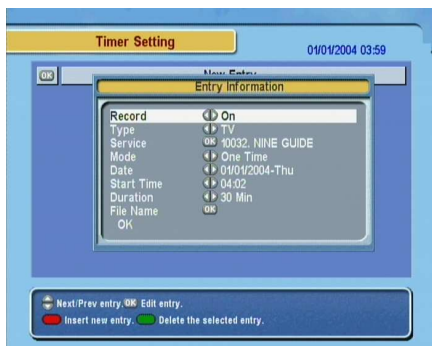 Timer Setting
01/01/2004 03:59
OK New Entry
Entry Information
Record On
Type TV
Service OK 10032. NINE GUIDE
Mode One Time
Date 01/01/2004-Thu
Start Time 04:02
Duration 30 Min
File Name OK
OK
Next/Prev entry, OK Edit entry.
Insert new entry. Delete the selected entry.